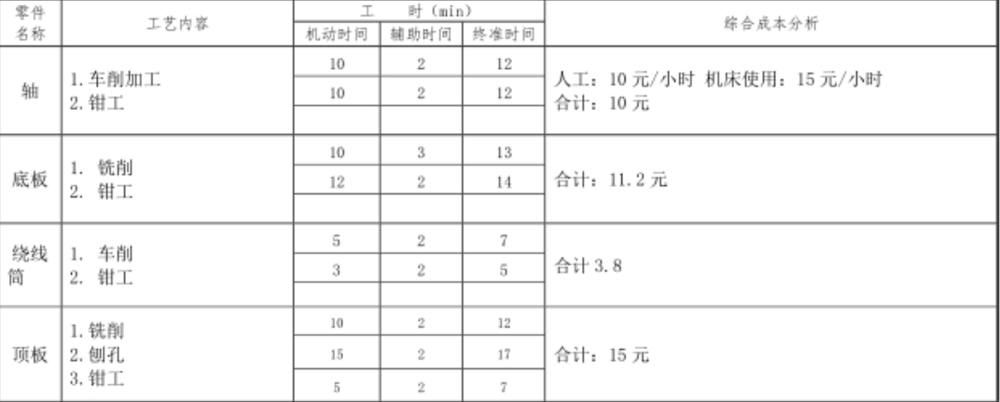 零件
名称
工艺内容
工 时（min）
机动时间 辅助时间 终准时间
综合成本分析
轴
1.车削加工
2.钳工
10 2 12
10 2 12
人工：10 元/小时 机床使用：15 元/小时
合计：10 元
底板
1. 铣削
2. 钳工
10 3 13
12 2 14
合计：11.2 元
绕线
筒
1. 车削
2. 钳工
5 2 7
3 2 5
合计 3.8
顶板
1.铣削
2.刨孔
3.钳工
10 2 12
15 2 17
5 2 7
合计：15 元